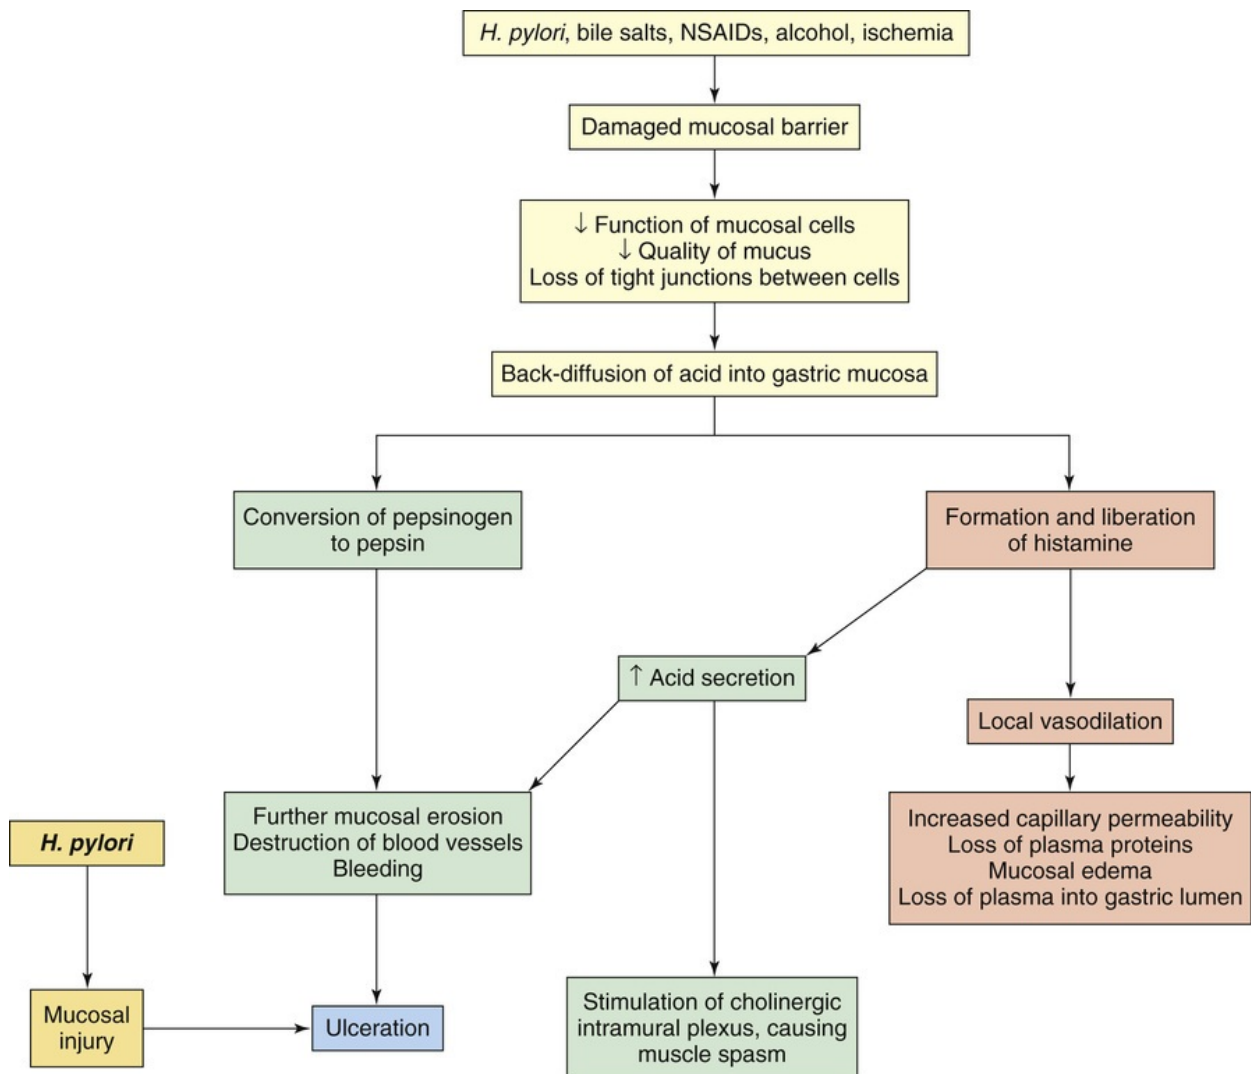 H. pylori, bile salts, NSAIDs, alcohol, ischemia
Damaged mucosal barrier
↓ Function of mucosal cells
↓ Quality of mucus
Loss of tight junctions between cells
Back-diffusion of acid into gastric mucosa
Conversion of pepsinogen
to pepsin
Formation and liberation
of histamine
↑ Acid secretion
Local vasodilation
Further mucosal erosion
Destruction of blood vessels
Bleeding
Increased capillary permeability
Loss of plasma proteins
Mucosal edema
Loss of plasma into gastric lumen
H. pylori
Mucosal
injury
Ulceration
Stimulation of cholinergic
intramural plexus, causing
muscle spasm